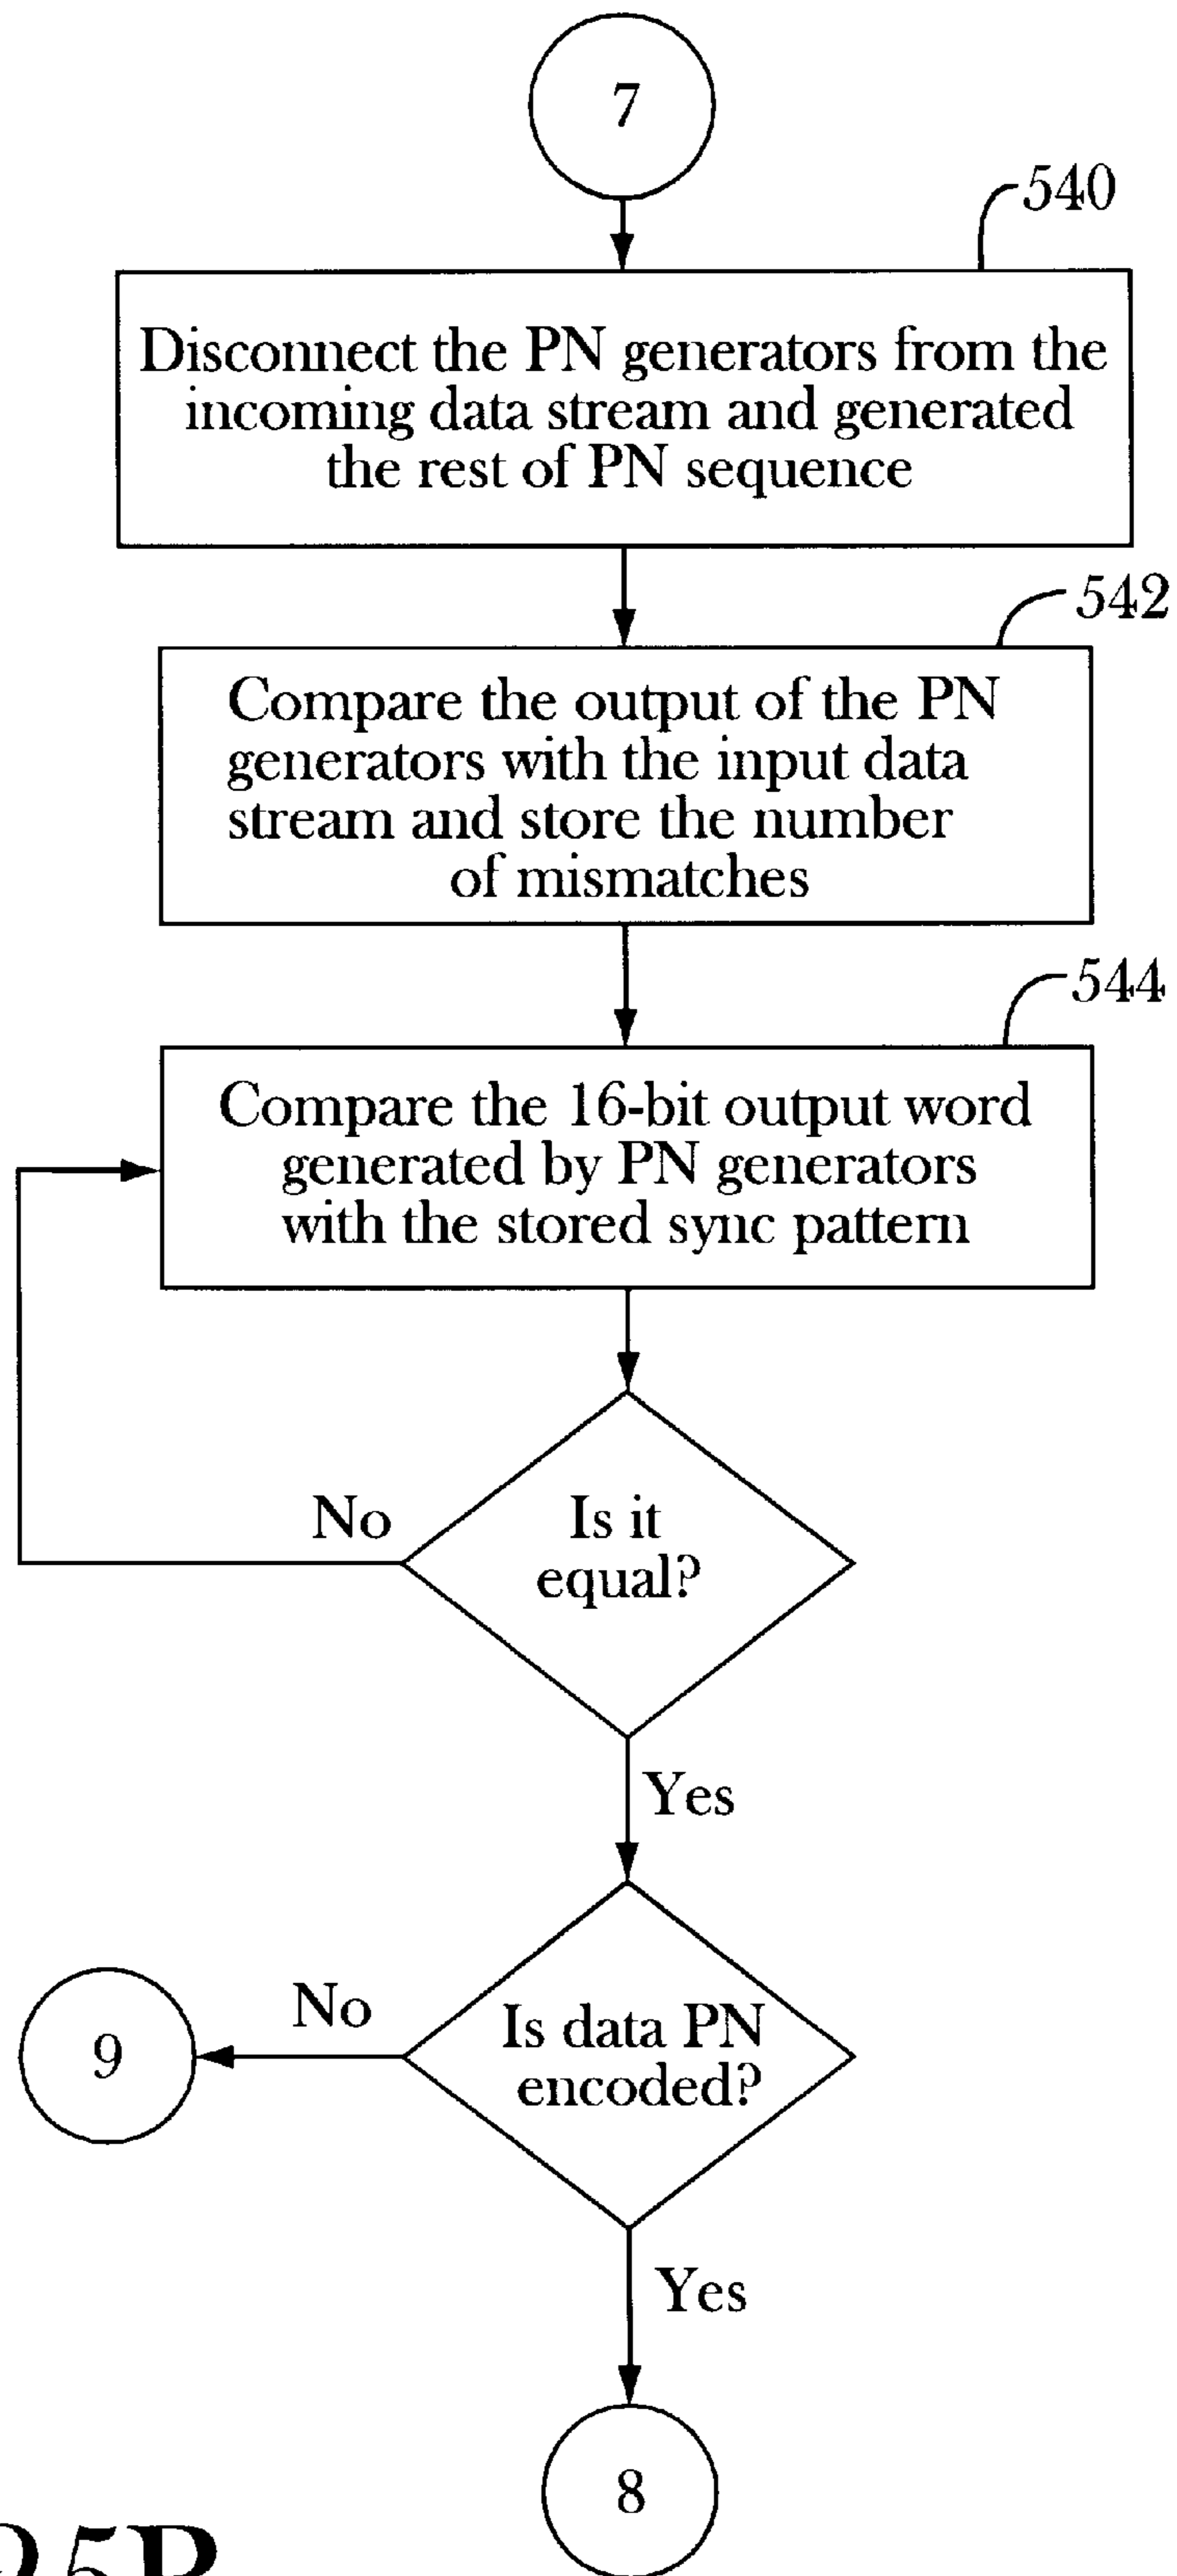 7
540
Disconnect the PN generators from the
incoming data stream and generated
the rest of PN sequence
542
Compare the output of the PN
generators with the input data
stream and store the number
of mismatches
544
Compare the 16-bit output word
generated by PN generators
with the stored sync pattern
No
Is it
equal?
Yes
No
Is data PN
encoded?
9
Yes
8